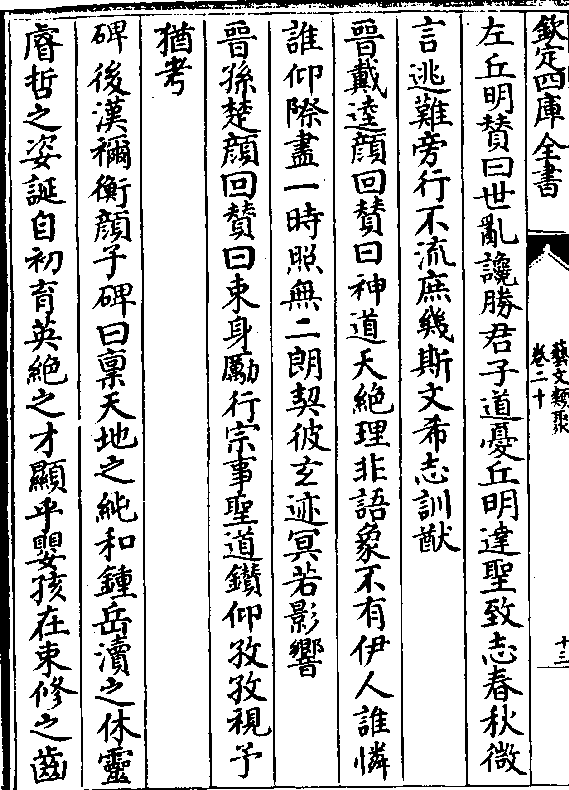 欽定四庫全書
藝文類聚
卷二十
十三
左丘明賛曰世亂讒勝君子道憂丘明達聖致志春秋微
言逃難旁行不流庶幾斯文希志訓猷
晉戴逵顔回賛曰神道天絶理非語象不有伊人誰憐
誰仰際盡一時照無二朗契彼玄迹冥若影響
晉孫楚顔回賛曰束身勵行宗事聖道鑚仰孜孜視予
猶考
碑後漢禰衡顔子碑曰禀天地之純和鍾岳瀆之休靈
睿哲之姿誕自初育英絶之才顯乎嬰孩在束修之齒